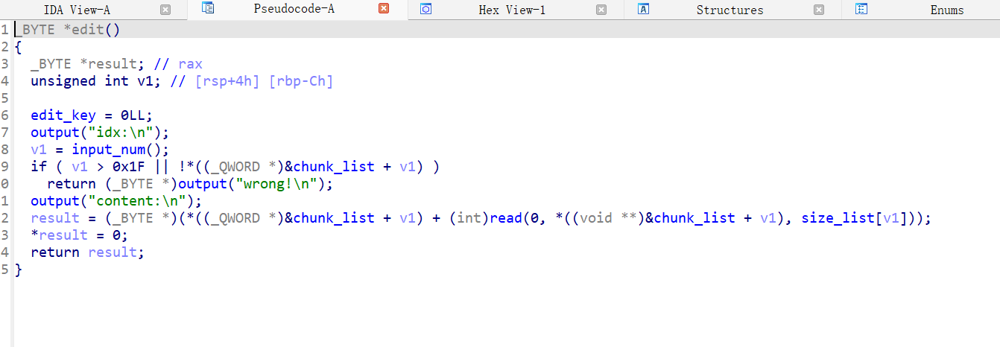 IDA View-A Pseudocode-A Hex View-1 Structures Enums
1 _BYTE *edit()
2 {
3   _BYTE *result; // rax
4   unsigned int v1; // [rsp+4h] [rbp-Ch]
5
6   edit_key = 0LL;
7   output("idx:\n");
8   v1 = input_num();
9   if ( v1 > 0x1F || !*((_QWORD *)&chunk_list + v1) )
0     return (_BYTE *)output("wrong!\n");
1   output("content:\n");
2   result = (_BYTE *)(*((_QWORD *)&chunk_list + v1) + (int)read(0, *((void **)&chunk_list + v1), size_list[v1]));
3   *result = 0;
4   return result;
5 }